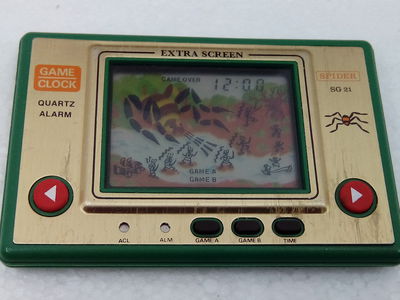 EXTRA SCREEN
GAME
CLOCK
QUARTZ
ALARM
GAME OVER
12:00
SPIDER
SG 21
GAME A
GAME B
ACL
ALM
GAME A
GAME B
TIME